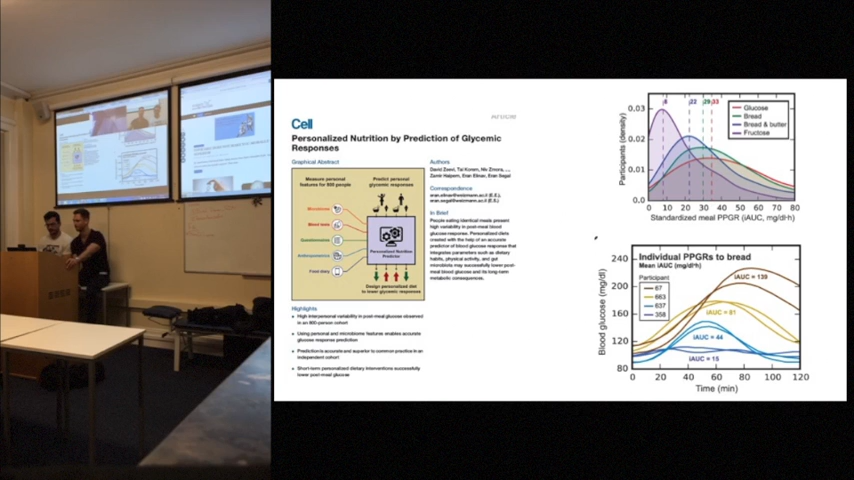 Cell
Personalized Nutrition by Prediction of Glycemic
Responses
Graphical Abstract
Measure personal
features for 800 people
Predict personal
glycemic responses
Microbiome
Blood tests
Questionnaires
Anthropometrics
Food diary
Personalized Nutrition
Predictor
Design personalized diet
to lower glycemic responses
Highlights
High interpersonal variability in post-meal glucose observed
in an 800-person cohort
Using personal and microbiome features enables accurate
glucose response prediction
Prediction is accurate and superior to common practice in an
independent cohort
Short-term personalized dietary interventions successfully
lower post-meal glucose
Authors
David Zeevi, Tal Korem, Niv Zmora, ...,
Zamir Halpern, Eran Elinav, Eran Segal
Correspondence
eran.elinav@weizmann.ac.il (E.E.),
eran.segal@weizmann.ac.il (E.S.)
In Brief
People eating identical meals present
high variability in post-meal blood
glucose response. Personalized diets
created with the help of an accurate
predictor of blood glucose response that
integrates parameters such as dietary
habits, physical activity, and gut
microbiota may successfully lower post-
meal blood glucose and its long-term
metabolic consequences.
8 22 29 33
Glucose
Bread
Bread & butter
Fructose
Participants (density)
0.03
0.02
0.01
0.0
0 10 20 30 40 50 60 70 80
Standardized meal PPGR (iAUC, mg/dl·h)
Individual PPGRs to bread
Mean iAUC (mg/dl*h)
Participant
67
663
637
358
iAUC = 139
iAUC = 81
iAUC = 44
iAUC = 15
Blood glucose (mg/dl)
240
200
160
120
80
0 20 40 60 80 100 120
Time (min)